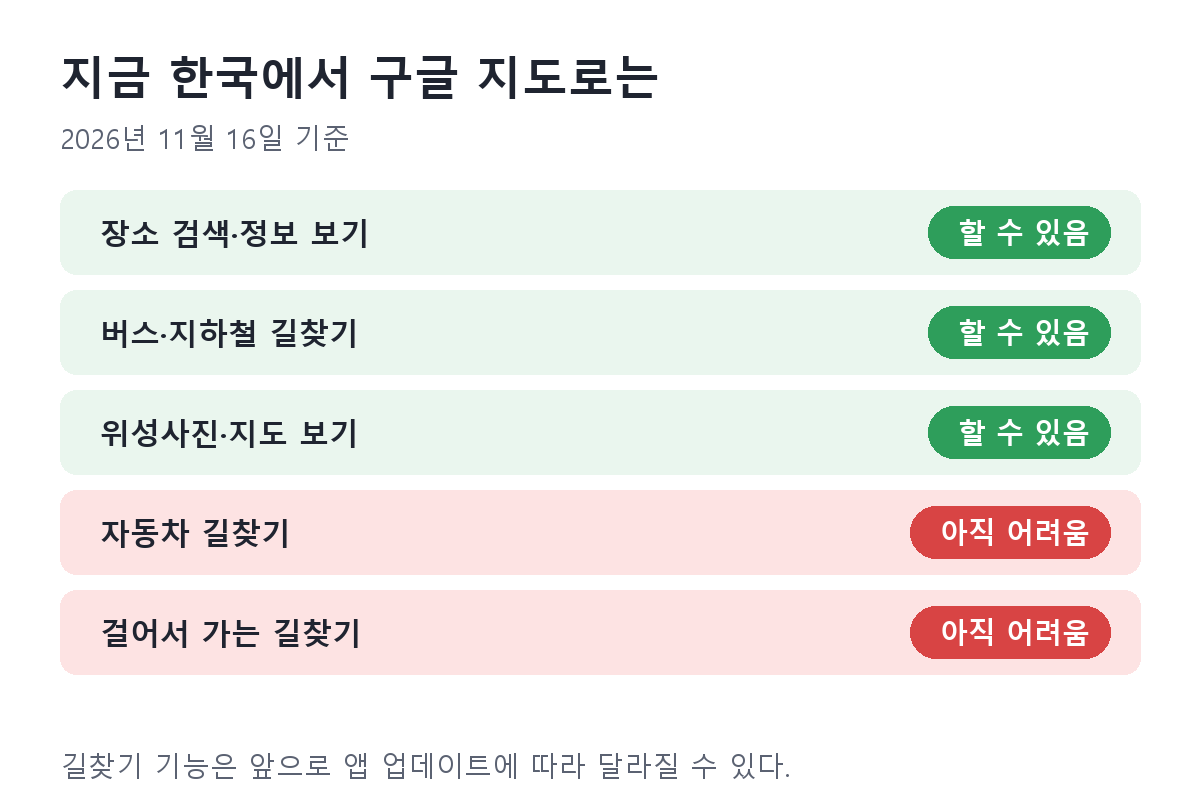 지금 한국에서 구글 지도로는
2026년 11월 16일 기준
장소 검색·정보 보기 할 수 있음
버스·지하철 길찾기 할 수 있음
위성사진·지도 보기 할 수 있음
자동차 길찾기 아직 어려움
걸어서 가는 길찾기 아직 어려움
길찾기 기능은 앞으로 앱 업데이트에 따라 달라질 수 있다.